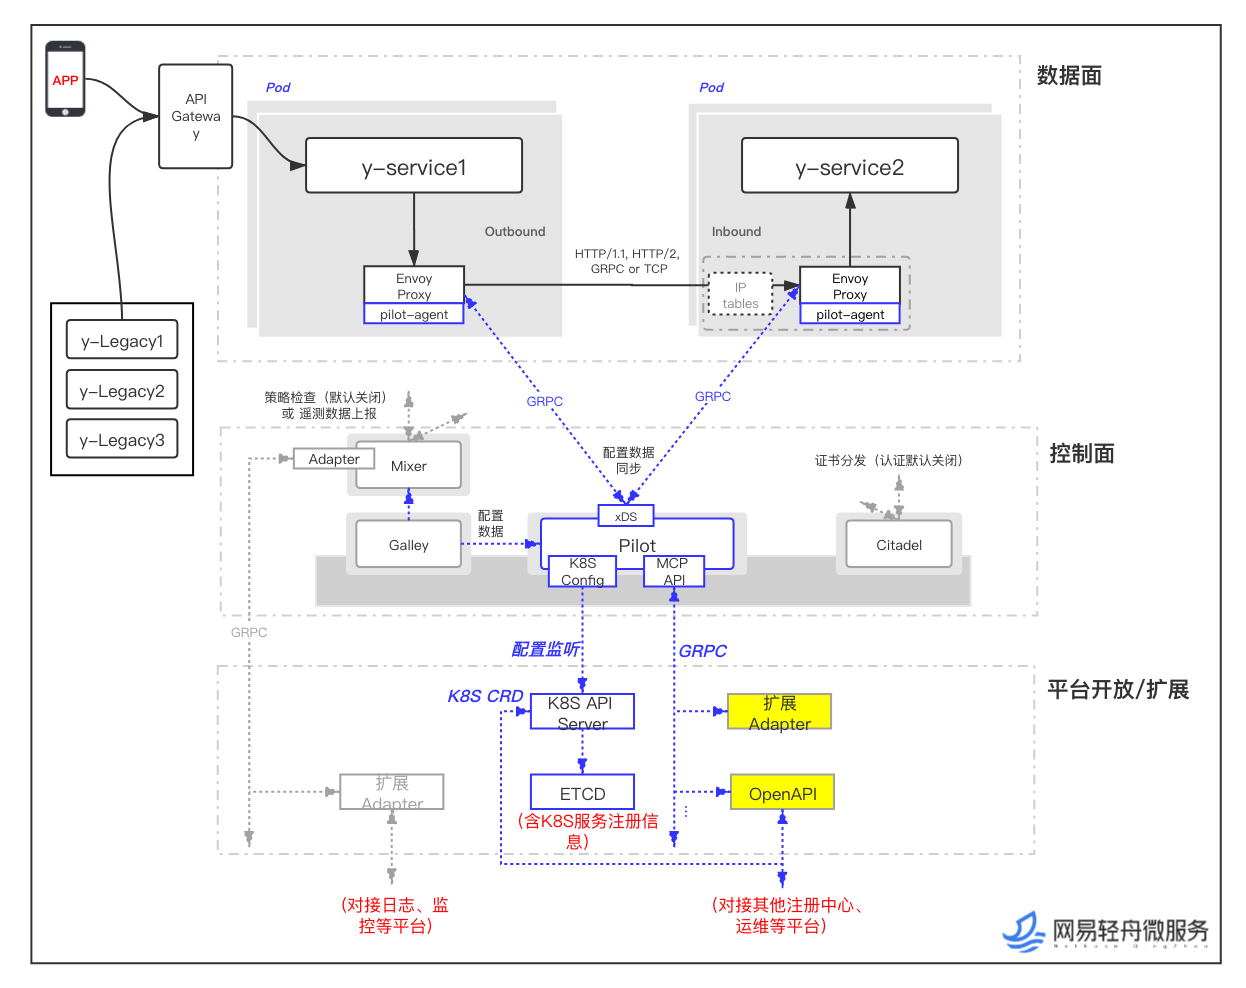 APP
API
Gatewa
y
数据面
Pod
Pod
y-service1
y-service2
Outbound
Inbound
HTTP/1.1, HTTP/2,
GRPC or TCP
Envoy
Proxy
pilot-agent
IP
tables
Envoy
Proxy
pilot-agent
y-Legacy1
y-Legacy2
y-Legacy3
GRPC
GRPC
策略检查（默认关闭）
或 遥测数据上报
控制面
Adapter
Mixer
配置数据
同步
证书分发（认证默认关闭）
Galley
配置
数据
xDS
Pilot
K8S
Config
MCP
API
Citadel
GRPC
配置监听
GRPC
平台开放/扩展
K8S CRD
K8S API
Server
扩展
Adapter
扩展
Adapter
ETCD
OpenAPI
(含K8S服务注册信
息)
(对接日志、监
控等平台)
(对接其他注册中心、
运维等平台)
网易轻舟微服务